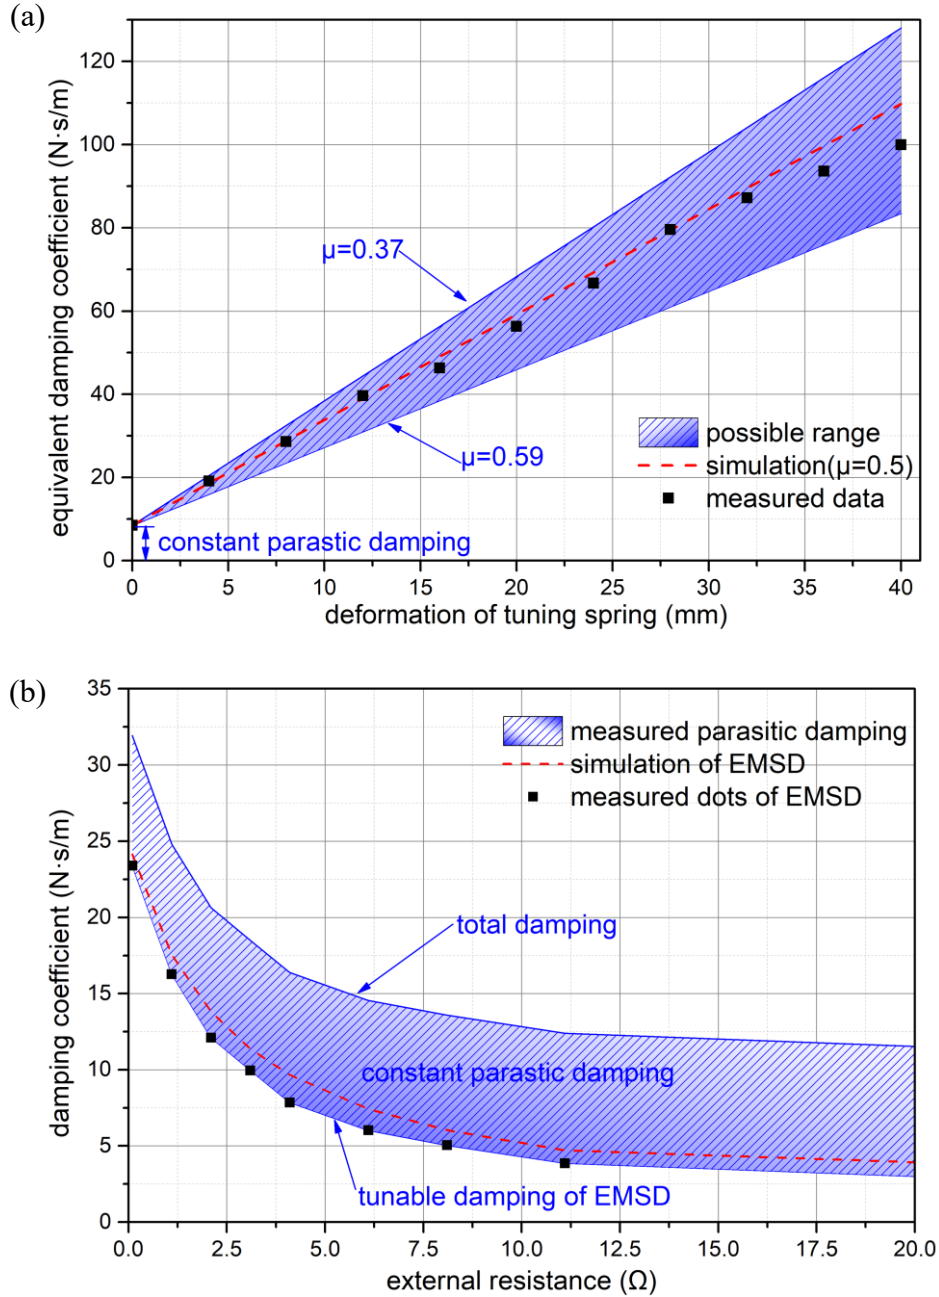 (a)
120
100
80
60
40
20
0
equivalent damping coefficient (N·s/m)
μ=0.37
μ=0.59
possible range
simulation(μ=0.5)
measured data
constant parastic damping
0 5 10 15 20 25 30 35 40
deformation of tuning spring (mm)
(b)
35
30
25
20
15
10
5
0
damping coefficient (N·s/m)
measured parasitic damping
simulation of EMSD
measured dots of EMSD
total damping
constant parastic damping
tunable damping of EMSD
0.0 2.5 5.0 7.5 10.0 12.5 15.0 17.5 20.0
external resistance (Ω)